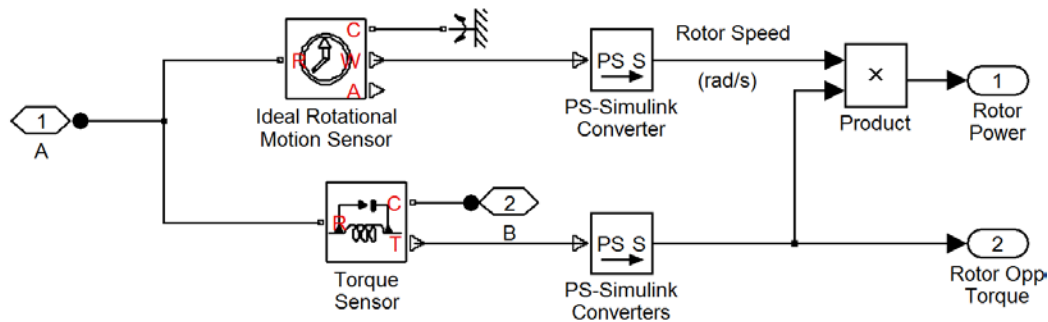 C
R
W
A
Ideal Rotational
Motion Sensor
PS S
PS-Simulink
Converter
Rotor Speed
(rad/s)
×
Product
1
Rotor
Power
1
A
R
C
T
Torque
Sensor
2
B
PS S
PS-Simulink
Converters
2
Rotor Opp
Torque